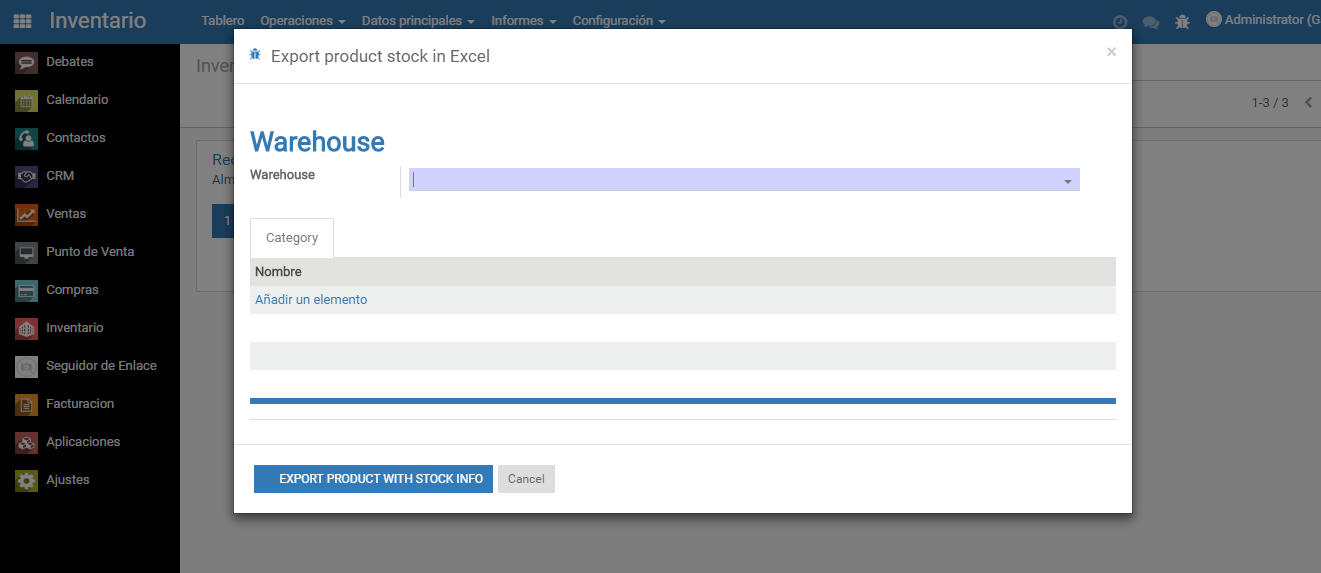 Inventario
Tablero
Operaciones
Datos principales
Informes
Configuración
Administrator (G
Debates
Calendario
Contactos
CRM
Ventas
Punto de Venta
Compras
Inventario
Seguidor de Enlace
Facturacion
Aplicaciones
Ajustes
Inver
1-3 / 3
Rec
Alm
1
Export product stock in Excel
×
Warehouse
Warehouse
Category
Nombre
Añadir un elemento
EXPORT PRODUCT WITH STOCK INFO
Cancel